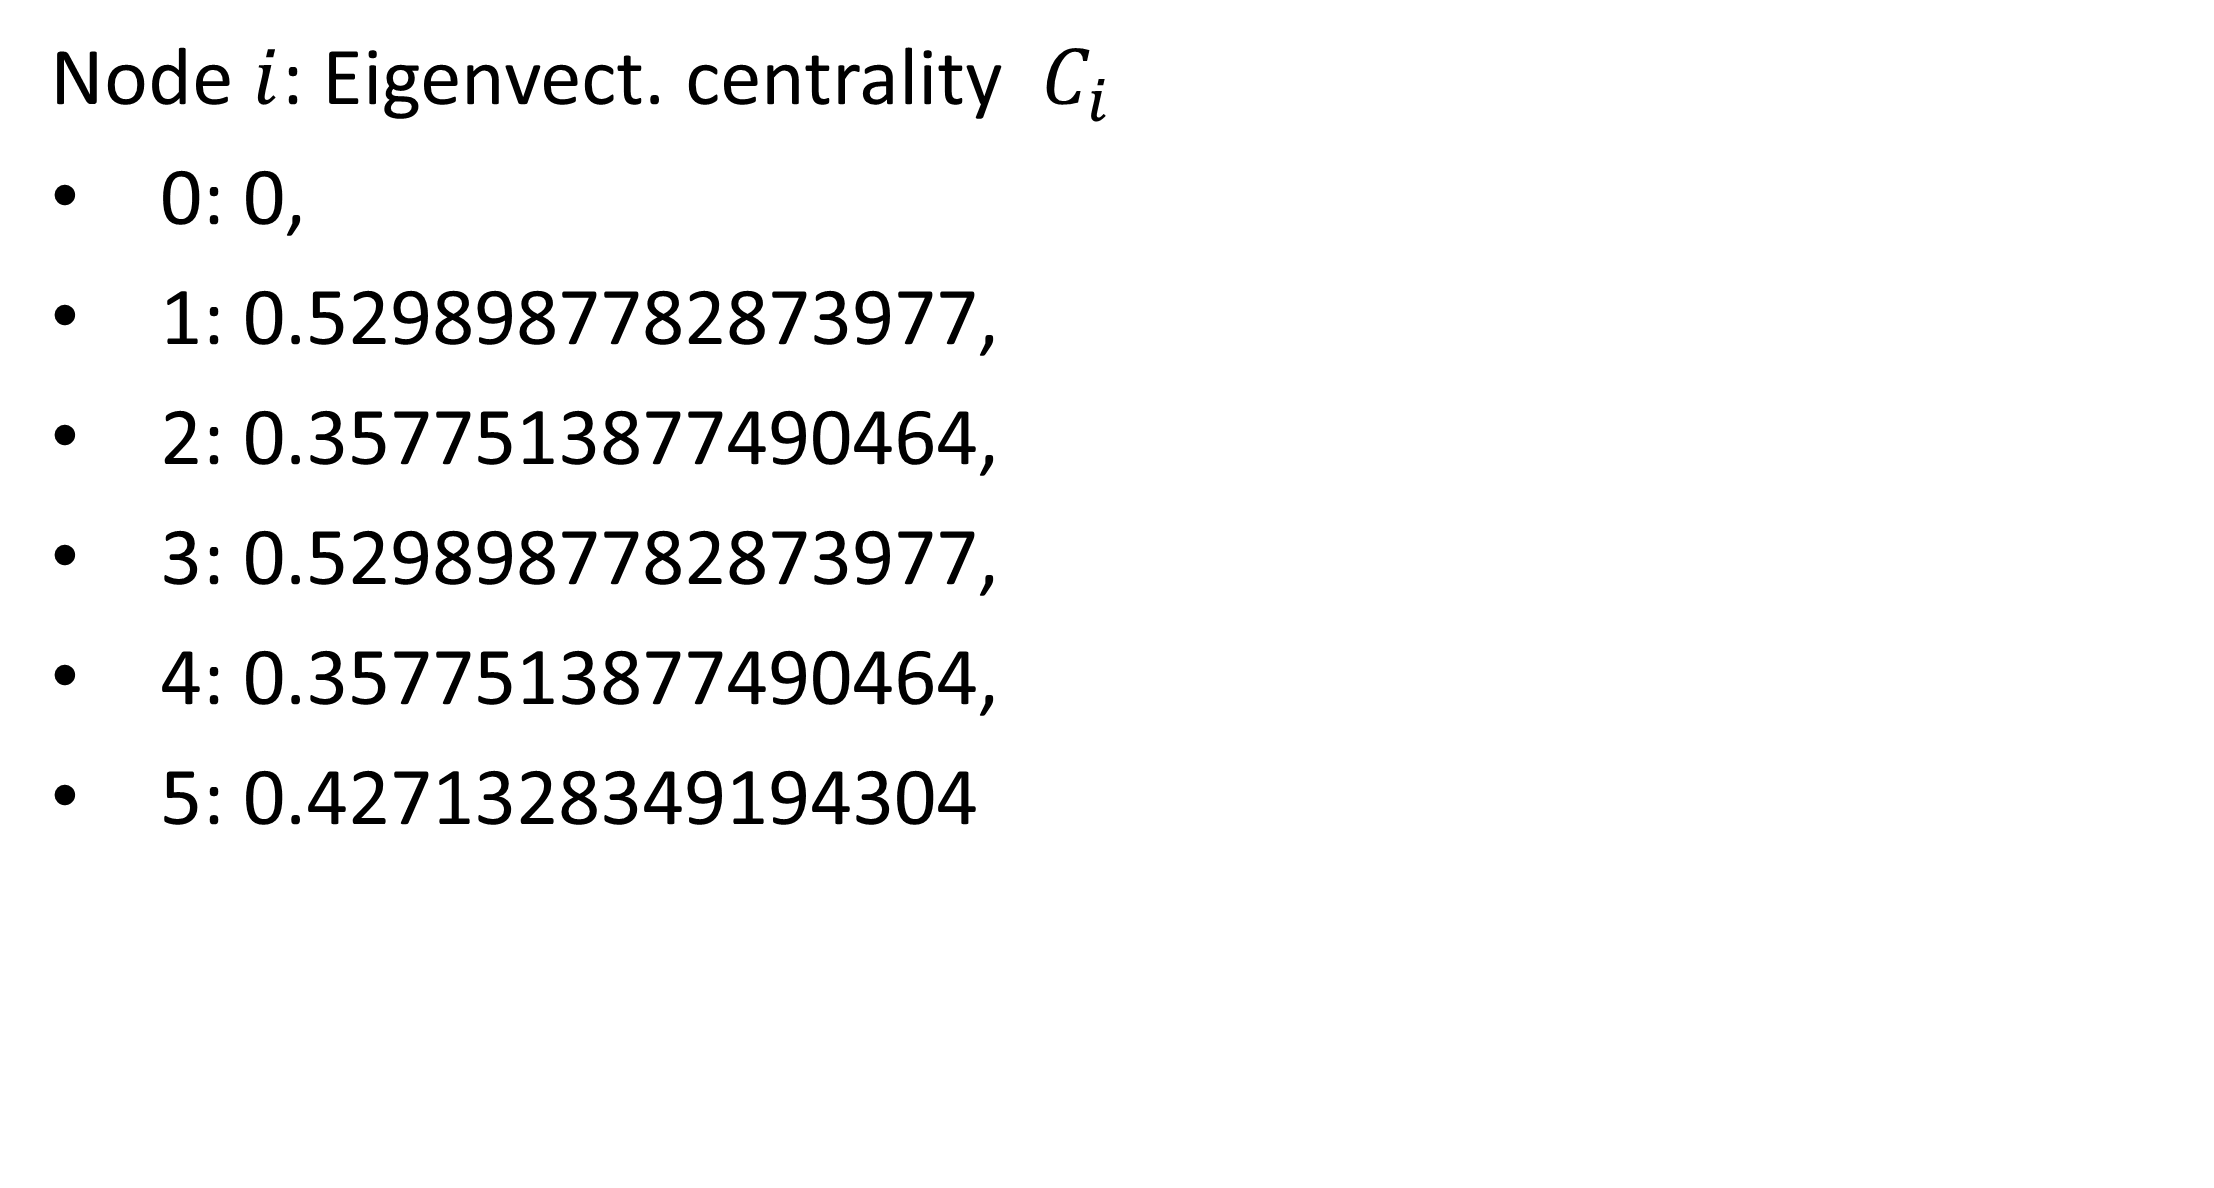 Node i: Eigenvect. centrality C_i
• 0: 0,
• 1: 0.5298987782873977,
• 2: 0.3577513877490464,
• 3: 0.5298987782873977,
• 4: 0.3577513877490464,
• 5: 0.4271328349194304